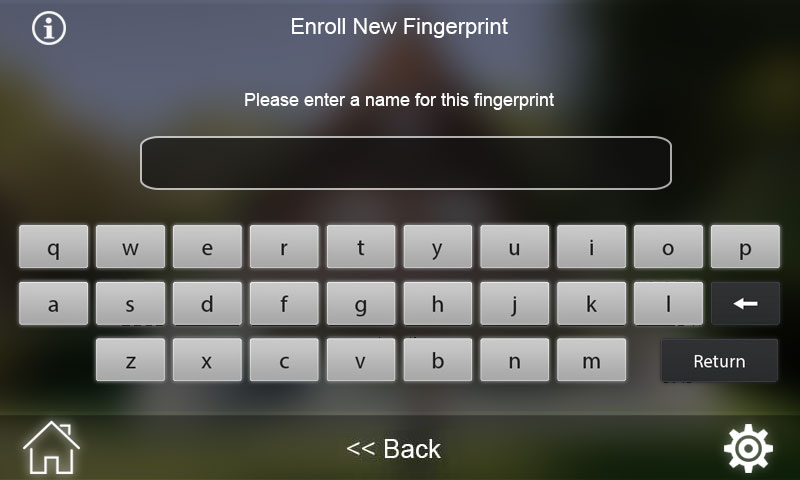 Enroll New Fingerprint
Please enter a name for this fingerprint
q w e r t y u i o p
a s d f g h j k l
z x c v b n m Return
<< Back